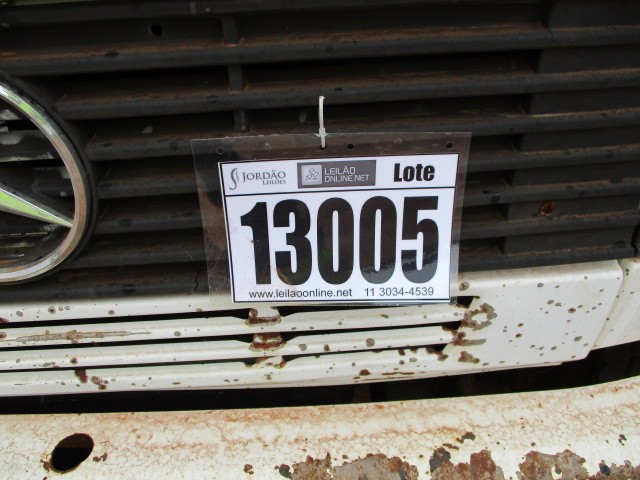 JORDÃO LEILÕES LEILÃO ONLINE.NET Lote
13005
www.leilaoonline.net 11 3034-4539